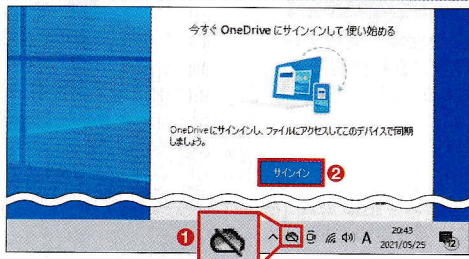 今すぐ OneDrive にサインインして使い始める
OneDriveにサインインし、ファイルにアクセスしてこのデバイスで同期
しましょう。
サインイン ❷
❶
A 20:43
2021/05/25
12